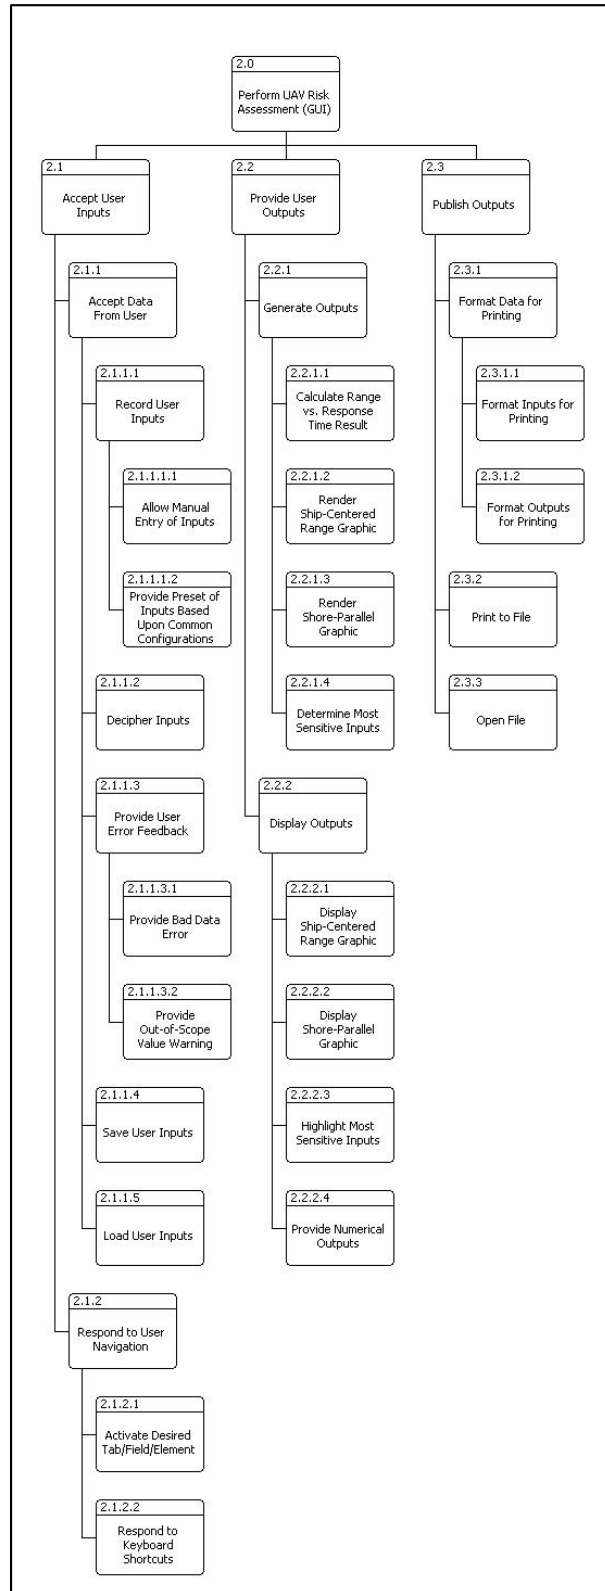 2.0
Perform UAV Risk
Assessment (GUI)
2.1
Accept User
Inputs
2.2
Provide User
Outputs
2.3
Publish Outputs
2.1.1
Accept Data
From User
2.2.1
Generate Outputs
2.3.1
Format Data for
Printing
2.1.1.1
Record User
Inputs
2.2.1.1
Calculate Range
vs. Response
Time Result
2.3.1.1
Format Inputs for
Printing
2.1.1.1.1
Allow Manual
Entry of Inputs
2.2.1.2
Render
Ship-Centered
Range Graphic
2.3.1.2
Format Outputs
for Printing
2.1.1.1.2
Provide Preset of
Inputs Based
Upon Common
Configurations
2.2.1.3
Render
Shore-Parallel
Graphic
2.3.2
Print to File
2.1.1.2
Decipher Inputs
2.2.1.4
Determine Most
Sensitive Inputs
2.3.3
Open File
2.1.1.3
Provide User
Error Feedback
2.2.2
Display Outputs
2.1.1.3.1
Provide Bad Data
Error
2.2.2.1
Display
Ship-Centered
Range Graphic
2.1.1.3.2
Provide
Out-of-Scope
Value Warning
2.2.2.2
Display
Shore-Parallel
Graphic
2.1.1.4
Save User Inputs
2.2.2.3
Highlight Most
Sensitive Inputs
2.1.1.5
Load User Inputs
2.2.2.4
Provide Numerical
Outputs
2.1.2
Respond to User
Navigation
2.1.2.1
Activate Desired
Tab/Field/Element
2.1.2.2
Respond to
Keyboard
Shortcuts